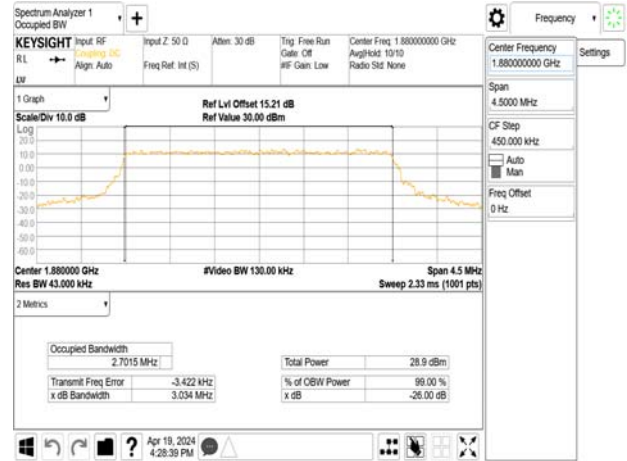 Spectrum Analyzer 1
Occupied BW
+
Frequency
KEYSIGHT
RL
Input: RF
Coupling: DC
Align: Auto
Input Z: 50 Ω
Freq Ref: Int (S)
Atten: 30 dB
Trig: Free Run
Gate: Off
#IF Gain: Low
Center Freq: 1.880000000 GHz
Avg|Hold: 10/10
Radio Std: None
Center Frequency
1.880000000 GHz
Settings
Span
4.5000 MHz
CF Step
450.000 kHz
Auto
Man
Freq Offset
0 Hz
1 Graph
Scale/Div 10.0 dB
Ref Lvl Offset 15.21 dB
Ref Value 30.00 dBm
Log
20.0
10.0
0.00
-10.0
-20.0
-30.0
-40.0
-50.0
-60.0
Center 1.880000 GHz
Res BW 43.000 kHz
#Video BW 130.00 kHz
Span 4.5 MHz
Sweep 2.33 ms (1001 pts)
2 Metrics
Occupied Bandwidth
2.7015 MHz
Total Power 28.9 dBm
Transmit Freq Error -3.422 kHz
% of OBW Power 99.00 %
x dB Bandwidth 3.034 MHz
x dB -26.00 dB
?
Apr 19, 2024
4:28:39 PM